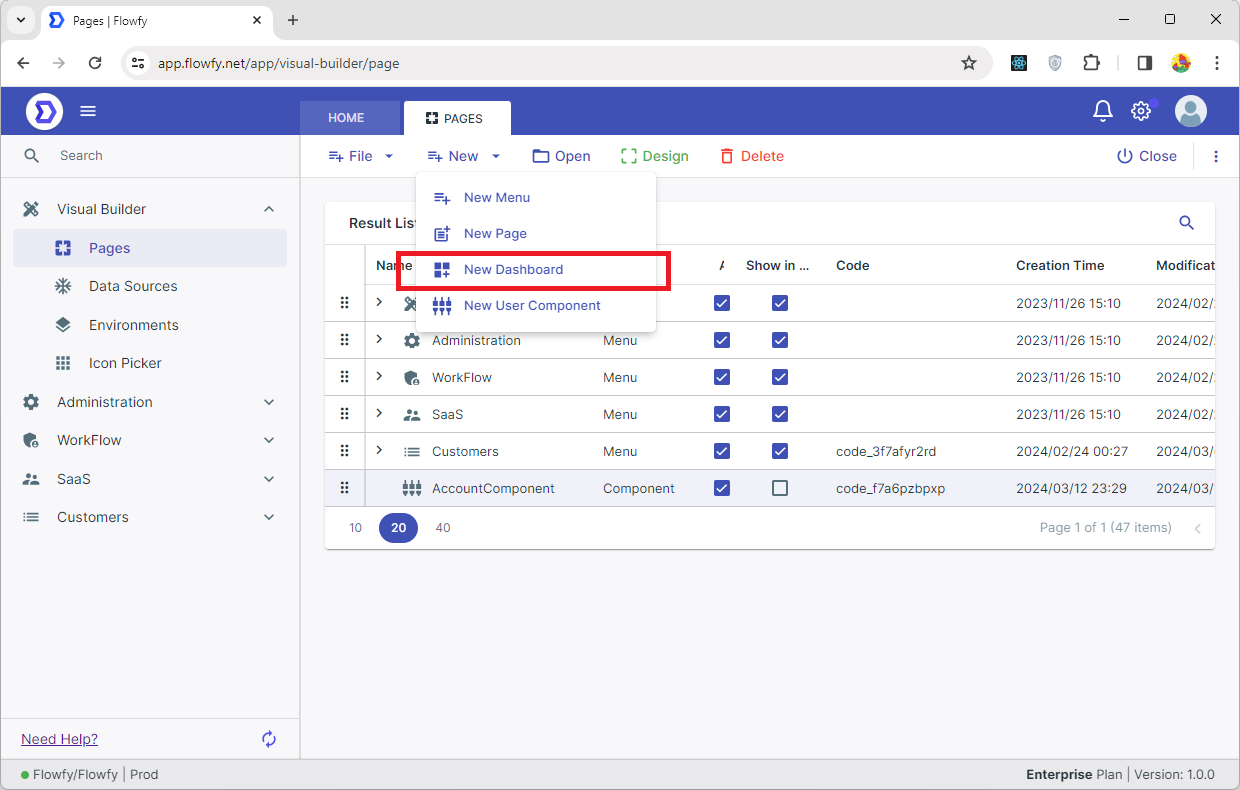 Pages | Flowfy
app.flowfy.net/app/visual-builder/page
HOME
PAGES
Search
File
New
Open
Design
Delete
Close
Visual Builder
Pages
Data Sources
Environments
Icon Picker
Administration
WorkFlow
SaaS
Customers
New Menu
New Page
New Dashboard
New User Component
Result Lis
Name Show in ... Code Creation Time Modificat
2023/11/26 15:10 2024/02/2
Administration Menu 2023/11/26 15:10 2024/02/2
WorkFlow Menu 2023/11/26 15:10 2024/02/2
SaaS Menu 2023/11/26 15:10 2024/02/2
Customers Menu code_3f7afyr2rd 2024/02/24 00:27 2024/03/
AccountComponent Component code_f7a6pzbpxp 2024/03/12 23:29 2024/03/
10 20 40
Page 1 of 1 (47 items)
Need Help?
Flowfy/Flowfy | Prod
Enterprise Plan | Version: 1.0.0